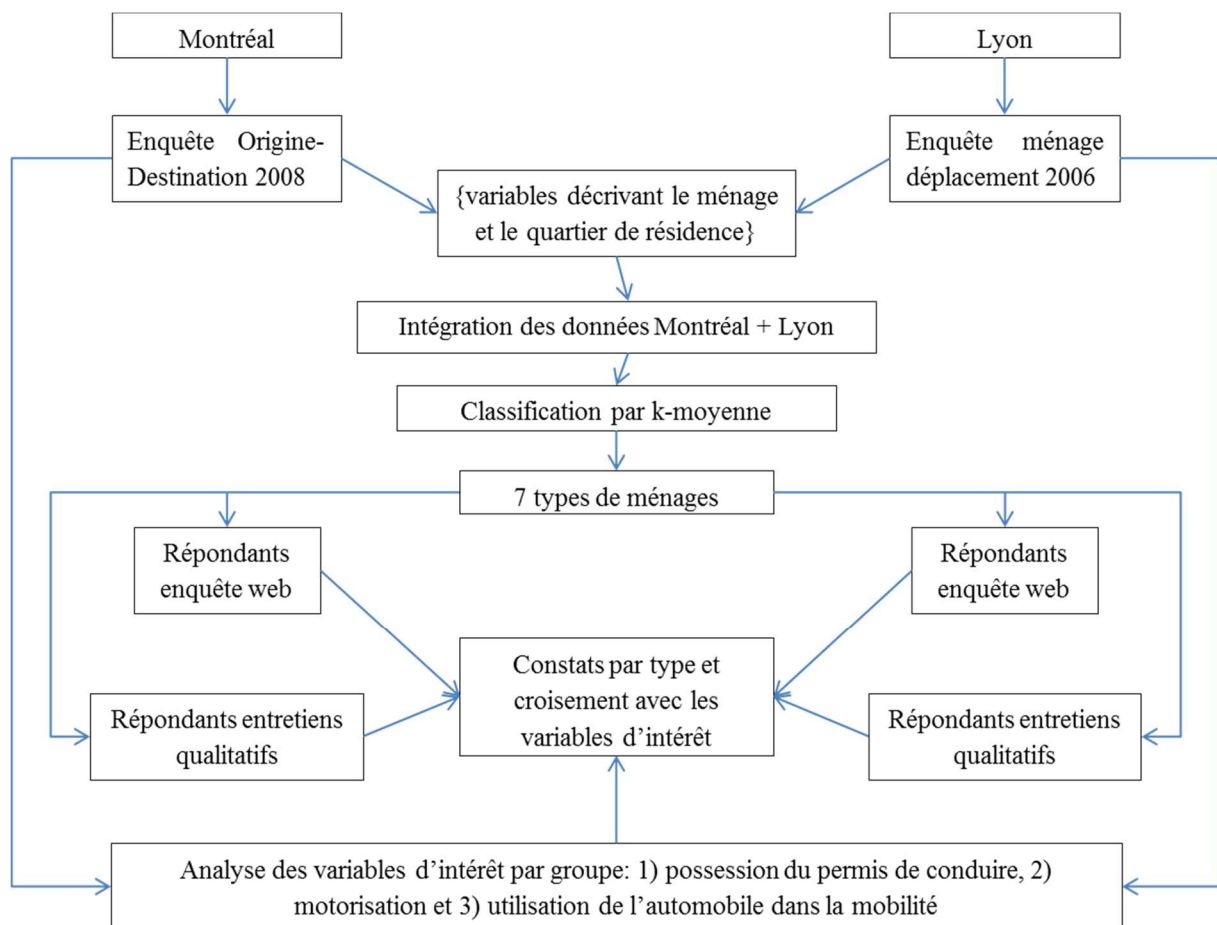 Montréal
Lyon
Enquête Origine-
Destination 2008
Enquête ménage
déplacement 2006
{variables décrivant le ménage
et le quartier de résidence}
Intégration des données Montréal + Lyon
Classification par k-moyenne
7 types de ménages
Répondants
enquête web
Répondants
enquête web
Constats par type et
croisement avec les
variables d’intérêt
Répondants entretiens
qualitatifs
Répondants entretiens
qualitatifs
Analyse des variables d’intérêt par groupe: 1) possession du permis de conduire, 2)
motorisation et 3) utilisation de l’automobile dans la mobilité